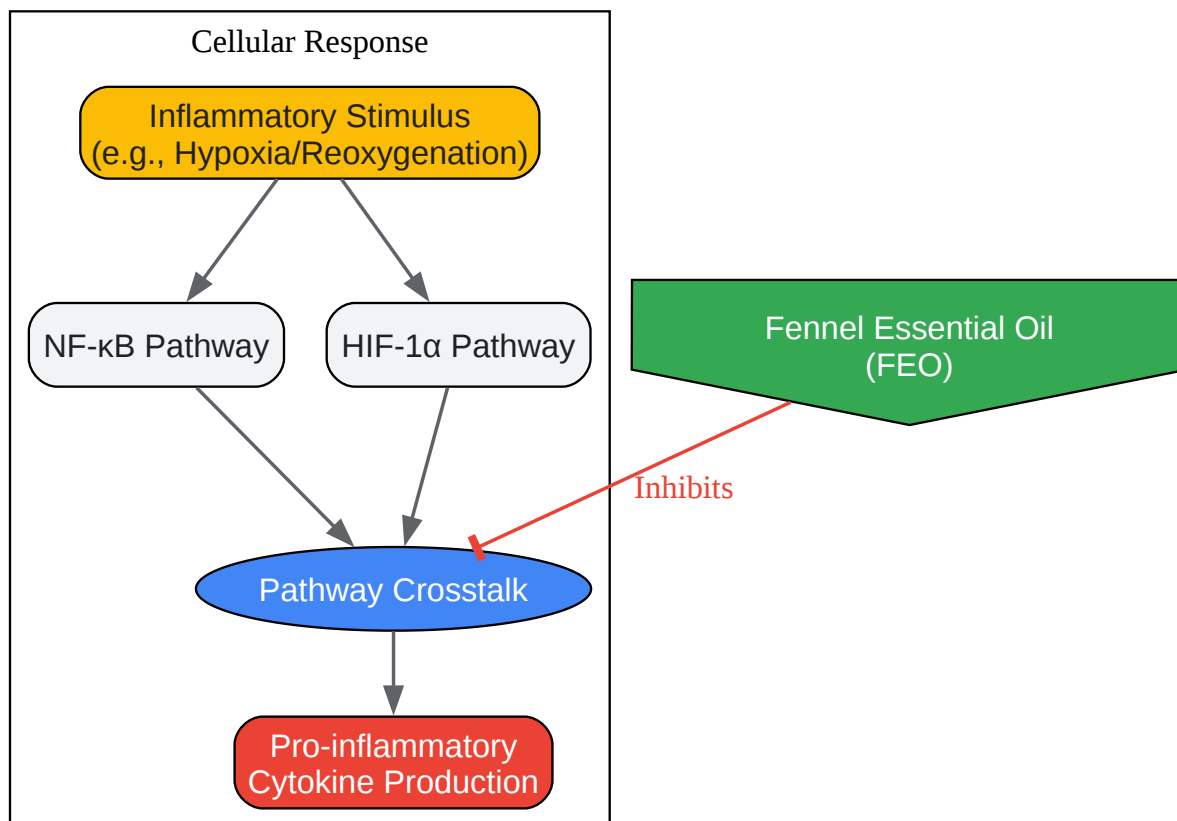 Cellular Response
Inflammatory Stimulus
(e.g., Hypoxia/Reoxygenation)
NF-κB Pathway
HIF-1α Pathway
Fennel Essential Oil
(FEO)
Inhibits
Pathway Crosstalk
Pro-inflammatory
Cytokine Production